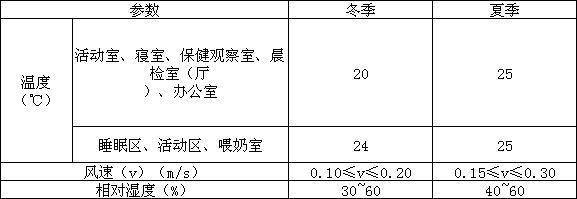 参数 冬季 夏季
温度
(℃)
活动室、寝室、保健观察室、晨
检室（厅
）、办公室
20 25
睡眠区、活动区、喂奶室 24 25
风速（v）（m/s） 0.10≤v≤0.20 0.15≤v≤0.30
相对湿度（%） 30~60 40~60